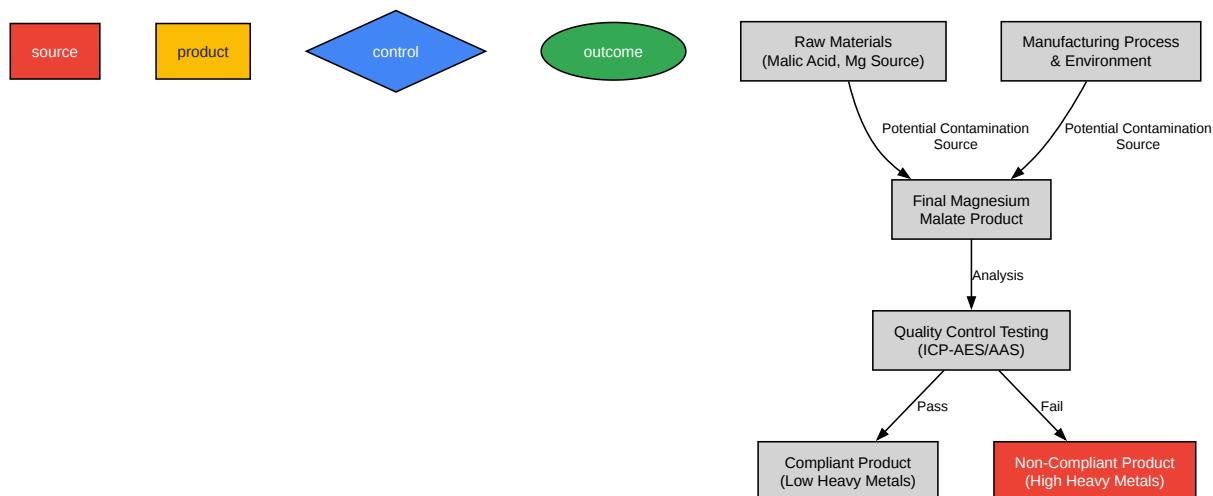 source
product
control
outcome
Raw Materials
(Malic Acid, Mg Source)
Manufacturing Process
& Environment
Potential Contamination
Source
Potential Contamination
Source
Final Magnesium
Malate Product
Analysis
Quality Control Testing
(ICP-AES/AAS)
Pass
Fail
Compliant Product
(Low Heavy Metals)
Non-Compliant Product
(High Heavy Metals)